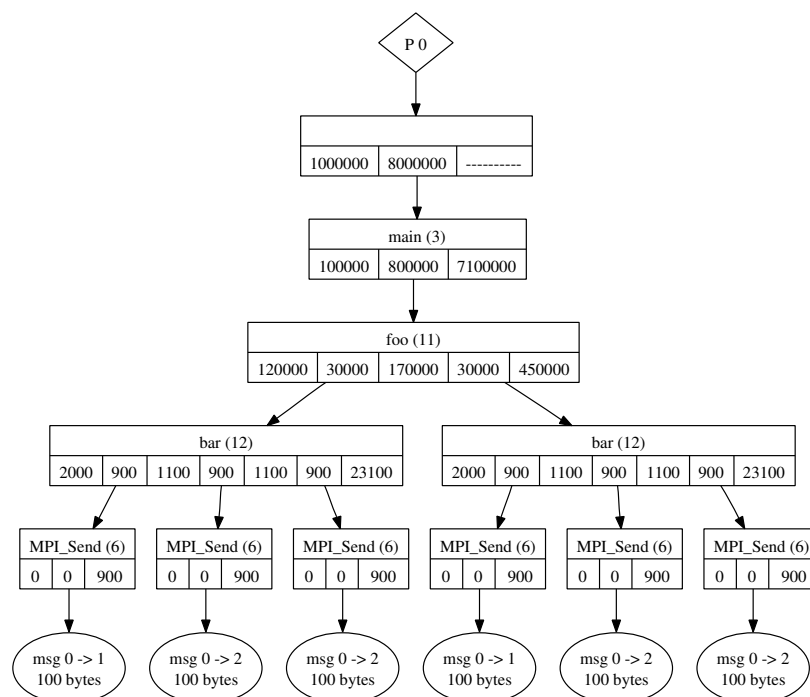 P 0
1000000 8000000 ----------
main (3)
100000 800000 7100000
foo (11)
120000 30000 170000 30000 450000
bar (12) bar (12)
2000 900 1100 900 1100 900 23100 2000 900 1100 900 1100 900 23100
MPI_Send (6) MPI_Send (6) MPI_Send (6) MPI_Send (6) MPI_Send (6) MPI_Send (6)
0 0 900 0 0 900 0 0 900 0 0 900 0 0 900 0 0 900
msg 0 -> 1 msg 0 -> 2 msg 0 -> 2 msg 0 -> 1 msg 0 -> 2 msg 0 -> 2
100 bytes 100 bytes 100 bytes 100 bytes 100 bytes 100 bytes